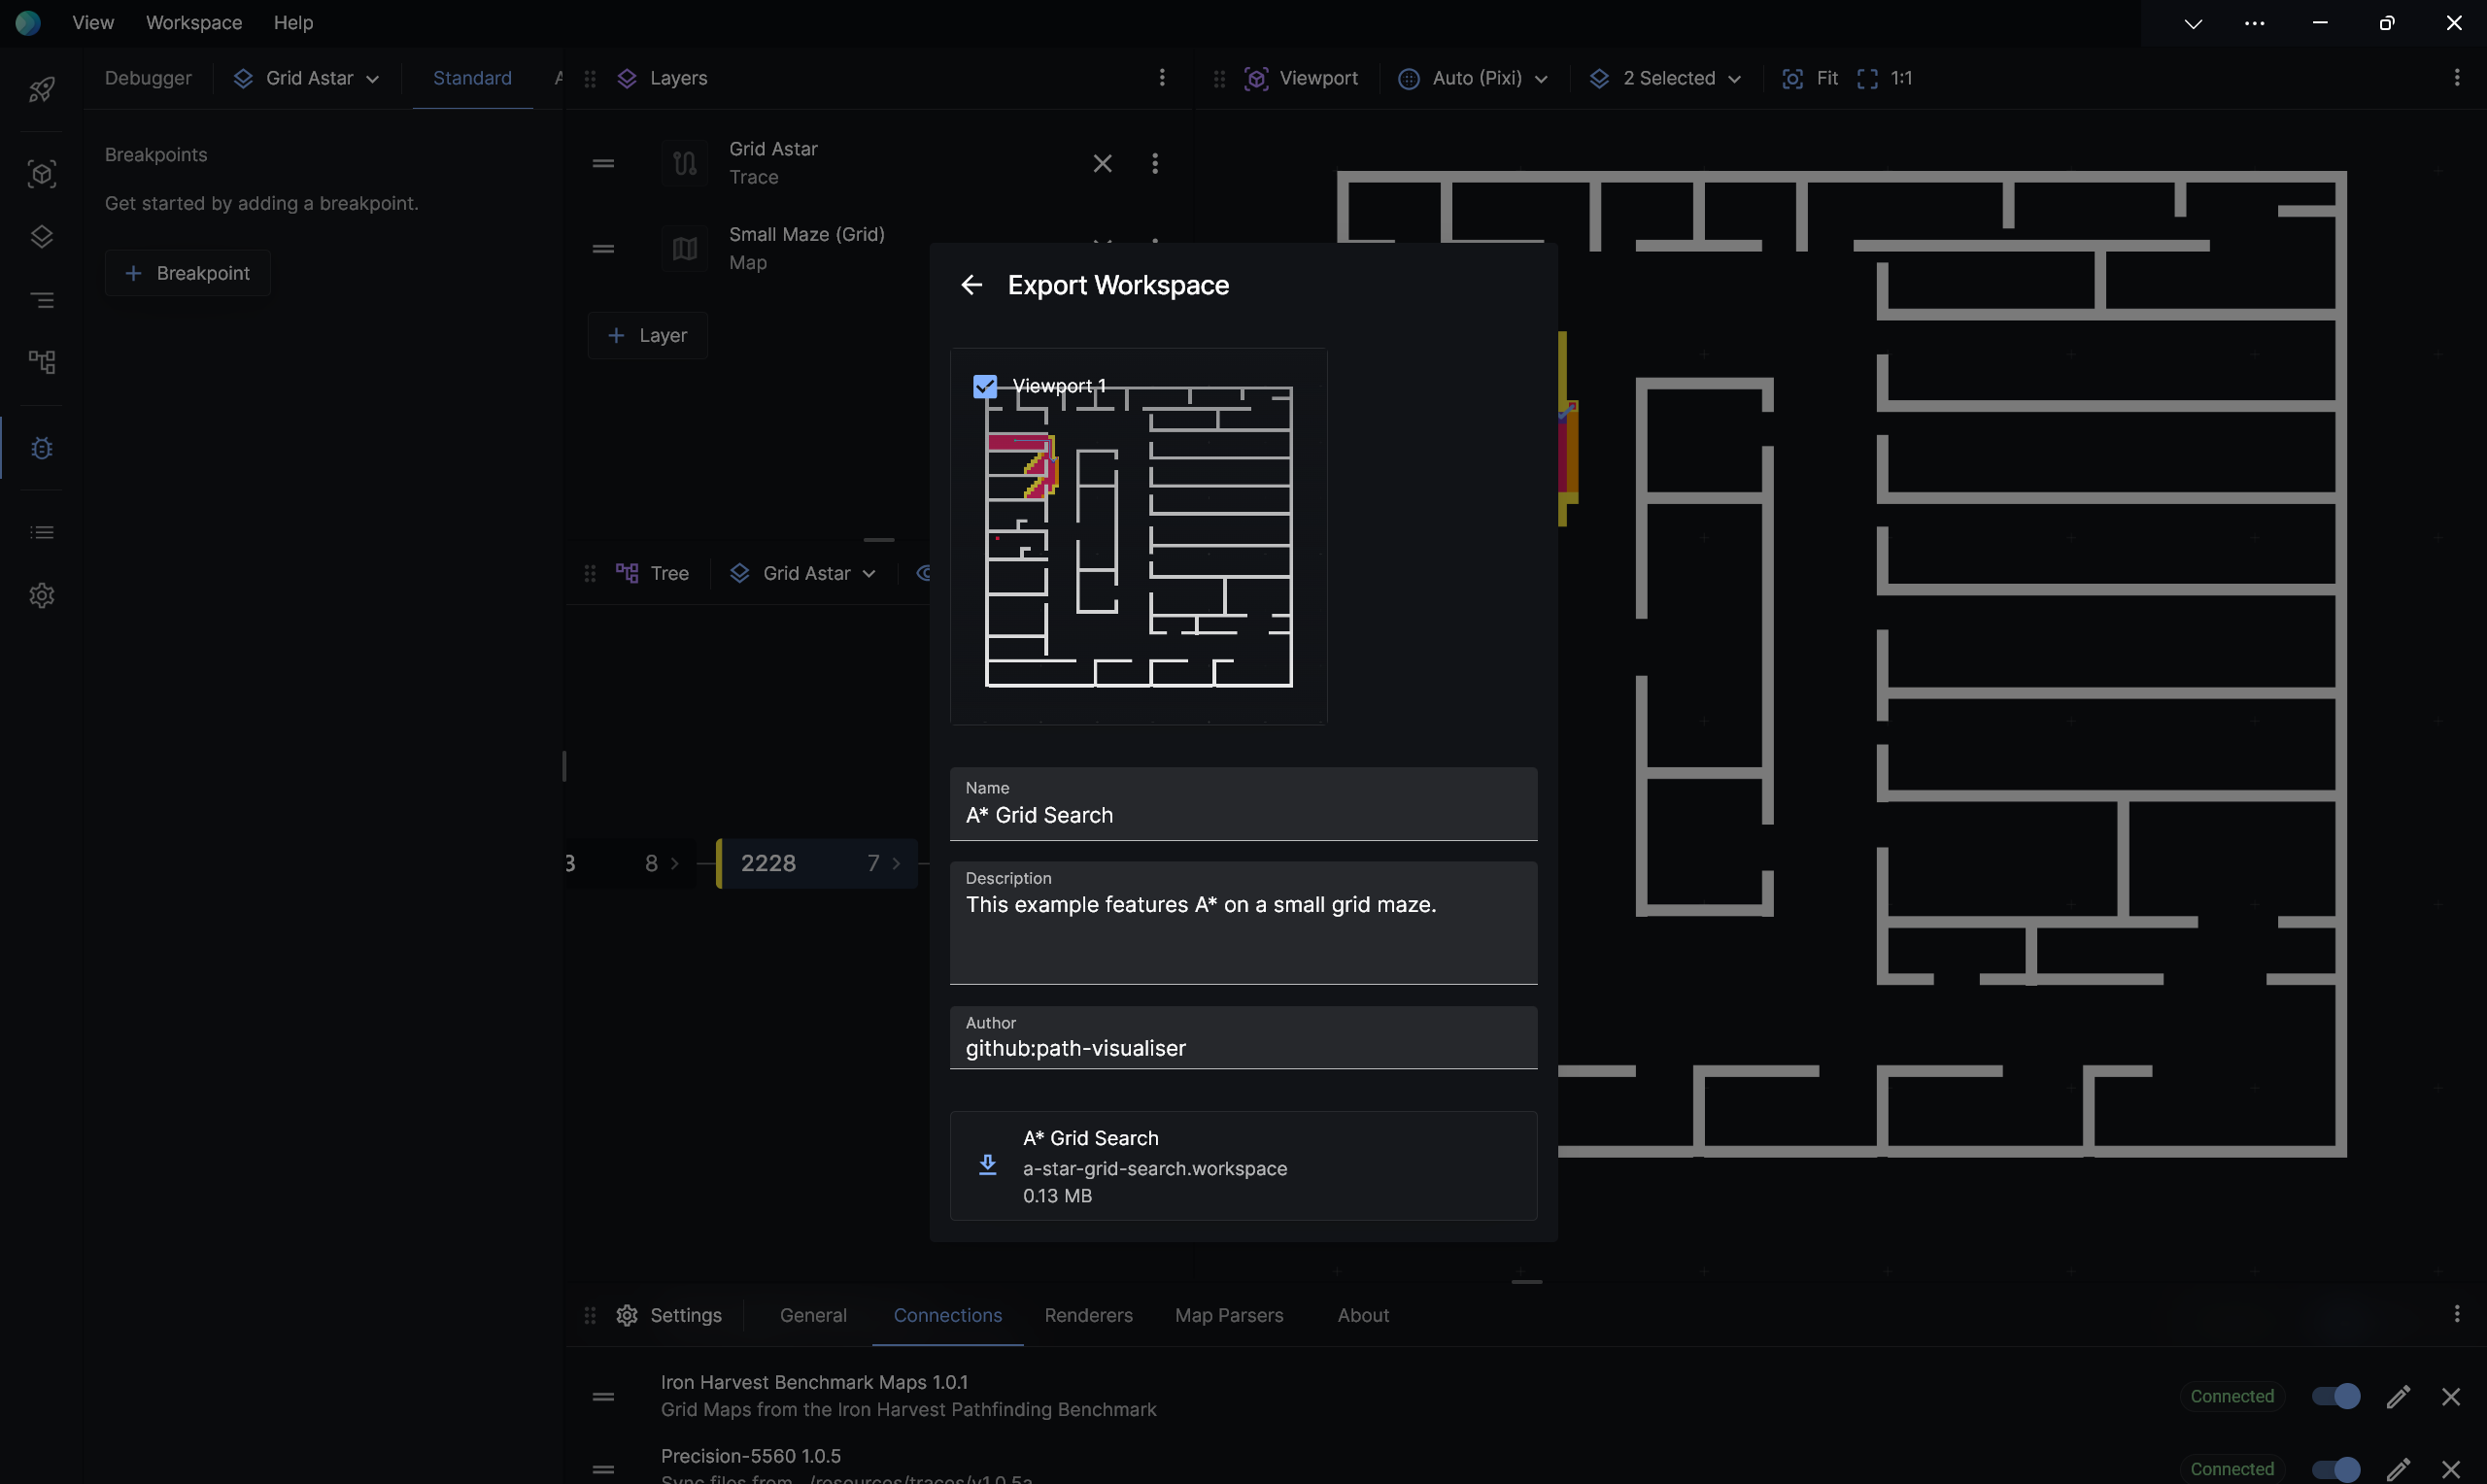 View Workspace Help
Debugger Grid Astar Standard
Breakpoints
Get started by adding a breakpoint.
Breakpoint
Layers
Grid Astar
Trace
Small Maze (Grid)
Map
Layer
Viewport Auto (Pixi) 2 Selected Fit 1:1
Tree Grid Astar
8 2228 7
Export Workspace
Viewport 1
Name
A* Grid Search
Description
This example features A* on a small grid maze.
Author
github:path-visualiser
A* Grid Search
a-star-grid-search.workspace
0.13 MB
Settings General Connections Renderers Map Parsers About
Iron Harvest Benchmark Maps 1.0.1
Grid Maps from the Iron Harvest Pathfinding Benchmark
Connected
Precision-5560 1.0.5
Connected